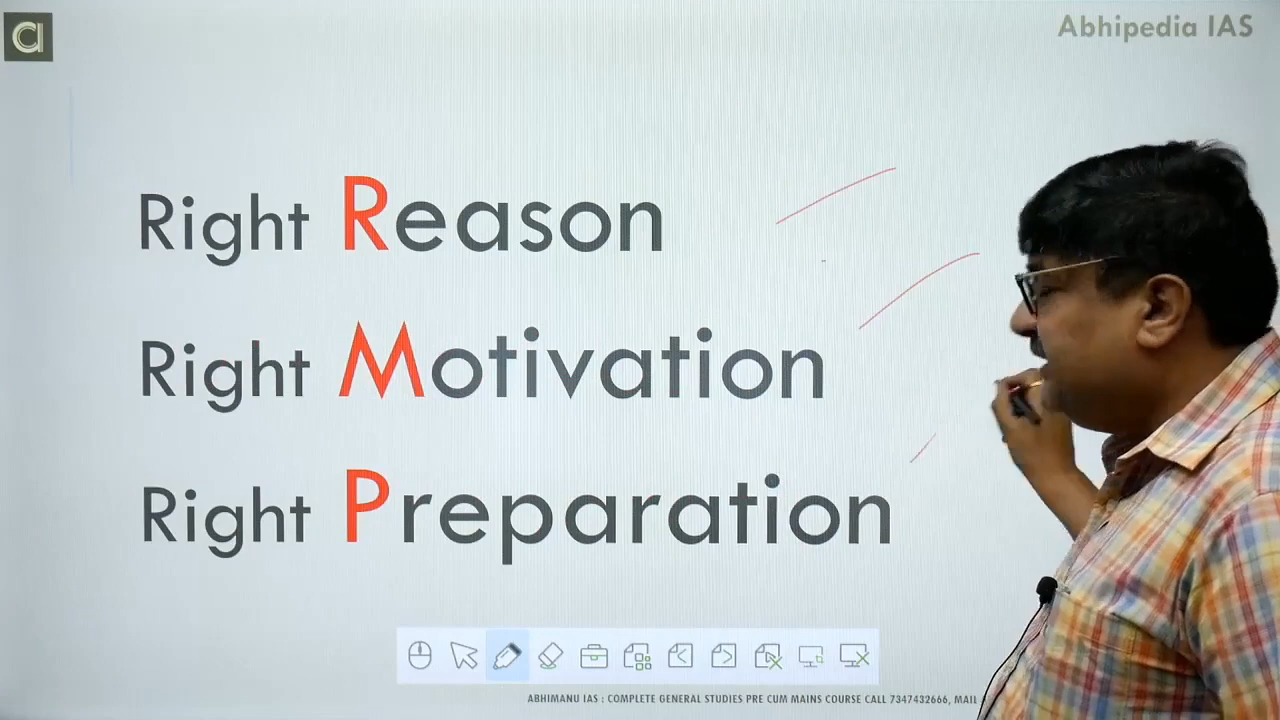 Abhipedia IAS
Right Reason
Right Motivation
Right Preparation
ABHIMANU IAS : COMPLETE GENERAL STUDIES PRE CUM MAINS COURSE CALL 7347432666, MAIL